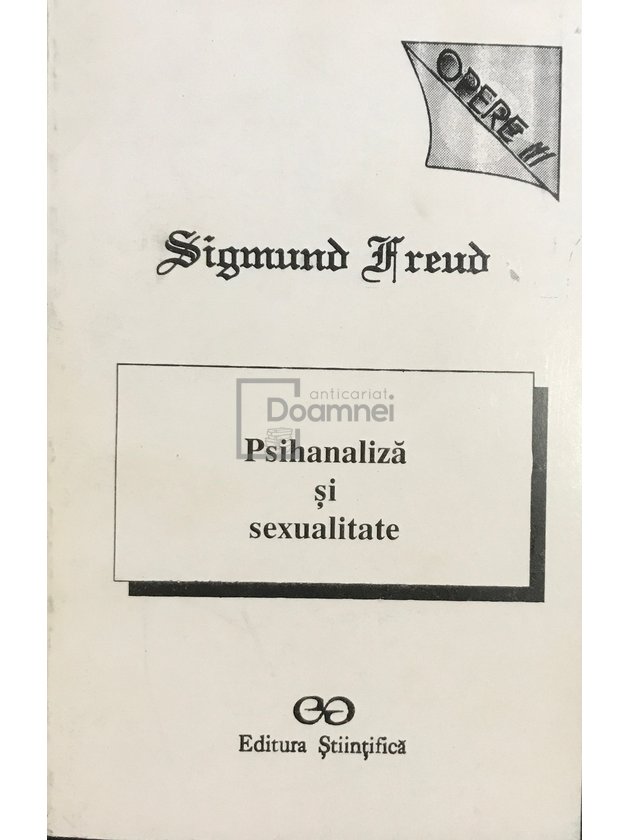 OPERE III
Sigmund Freud
anticariat
Doamnei
Psihanaliză
și
sexualitate
Editura Științifică